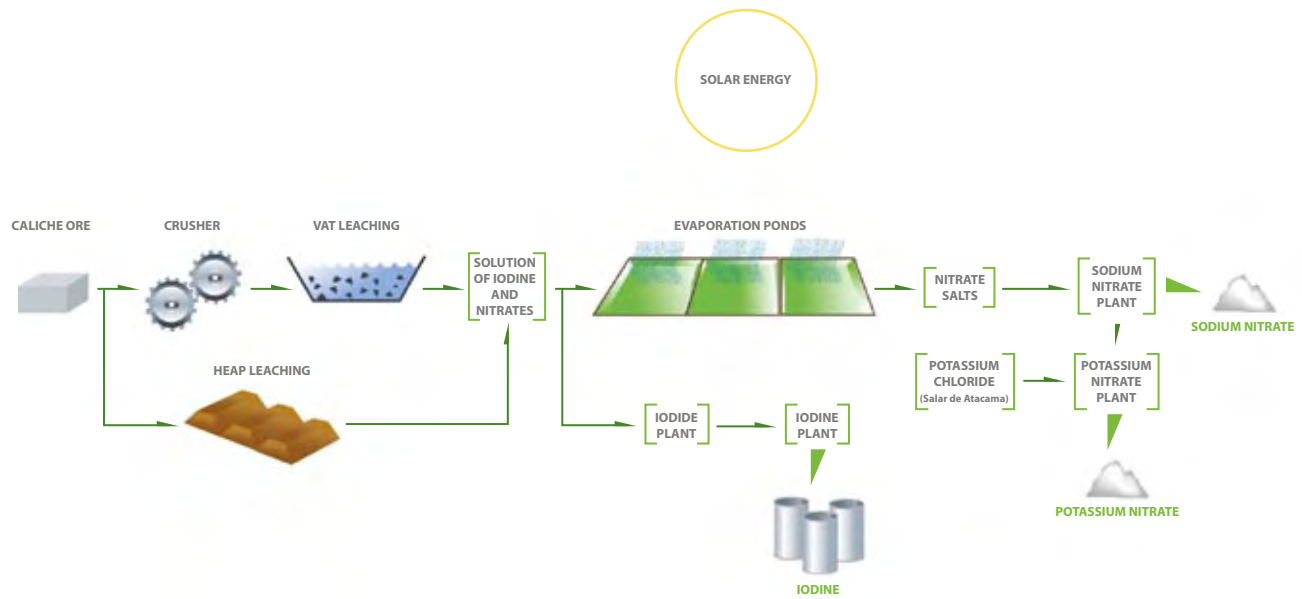 SOLAR ENERGY
CALICHE ORE
CRUSHER
VAT LEACHING
EVAPORATION PONDS
SOLUTION
OF IODINE
AND
NITRATES
NITRATE
SALTS
SODIUM
NITRATE
PLANT
SODIUM NITRATE
HEAP LEACHING
POTASSIUM
CHLORIDE
(Salar de Atacama)
POTASSIUM
NITRATE
PLANT
IODIDE
PLANT
IODINE
PLANT
POTASSIUM NITRATE
IODINE